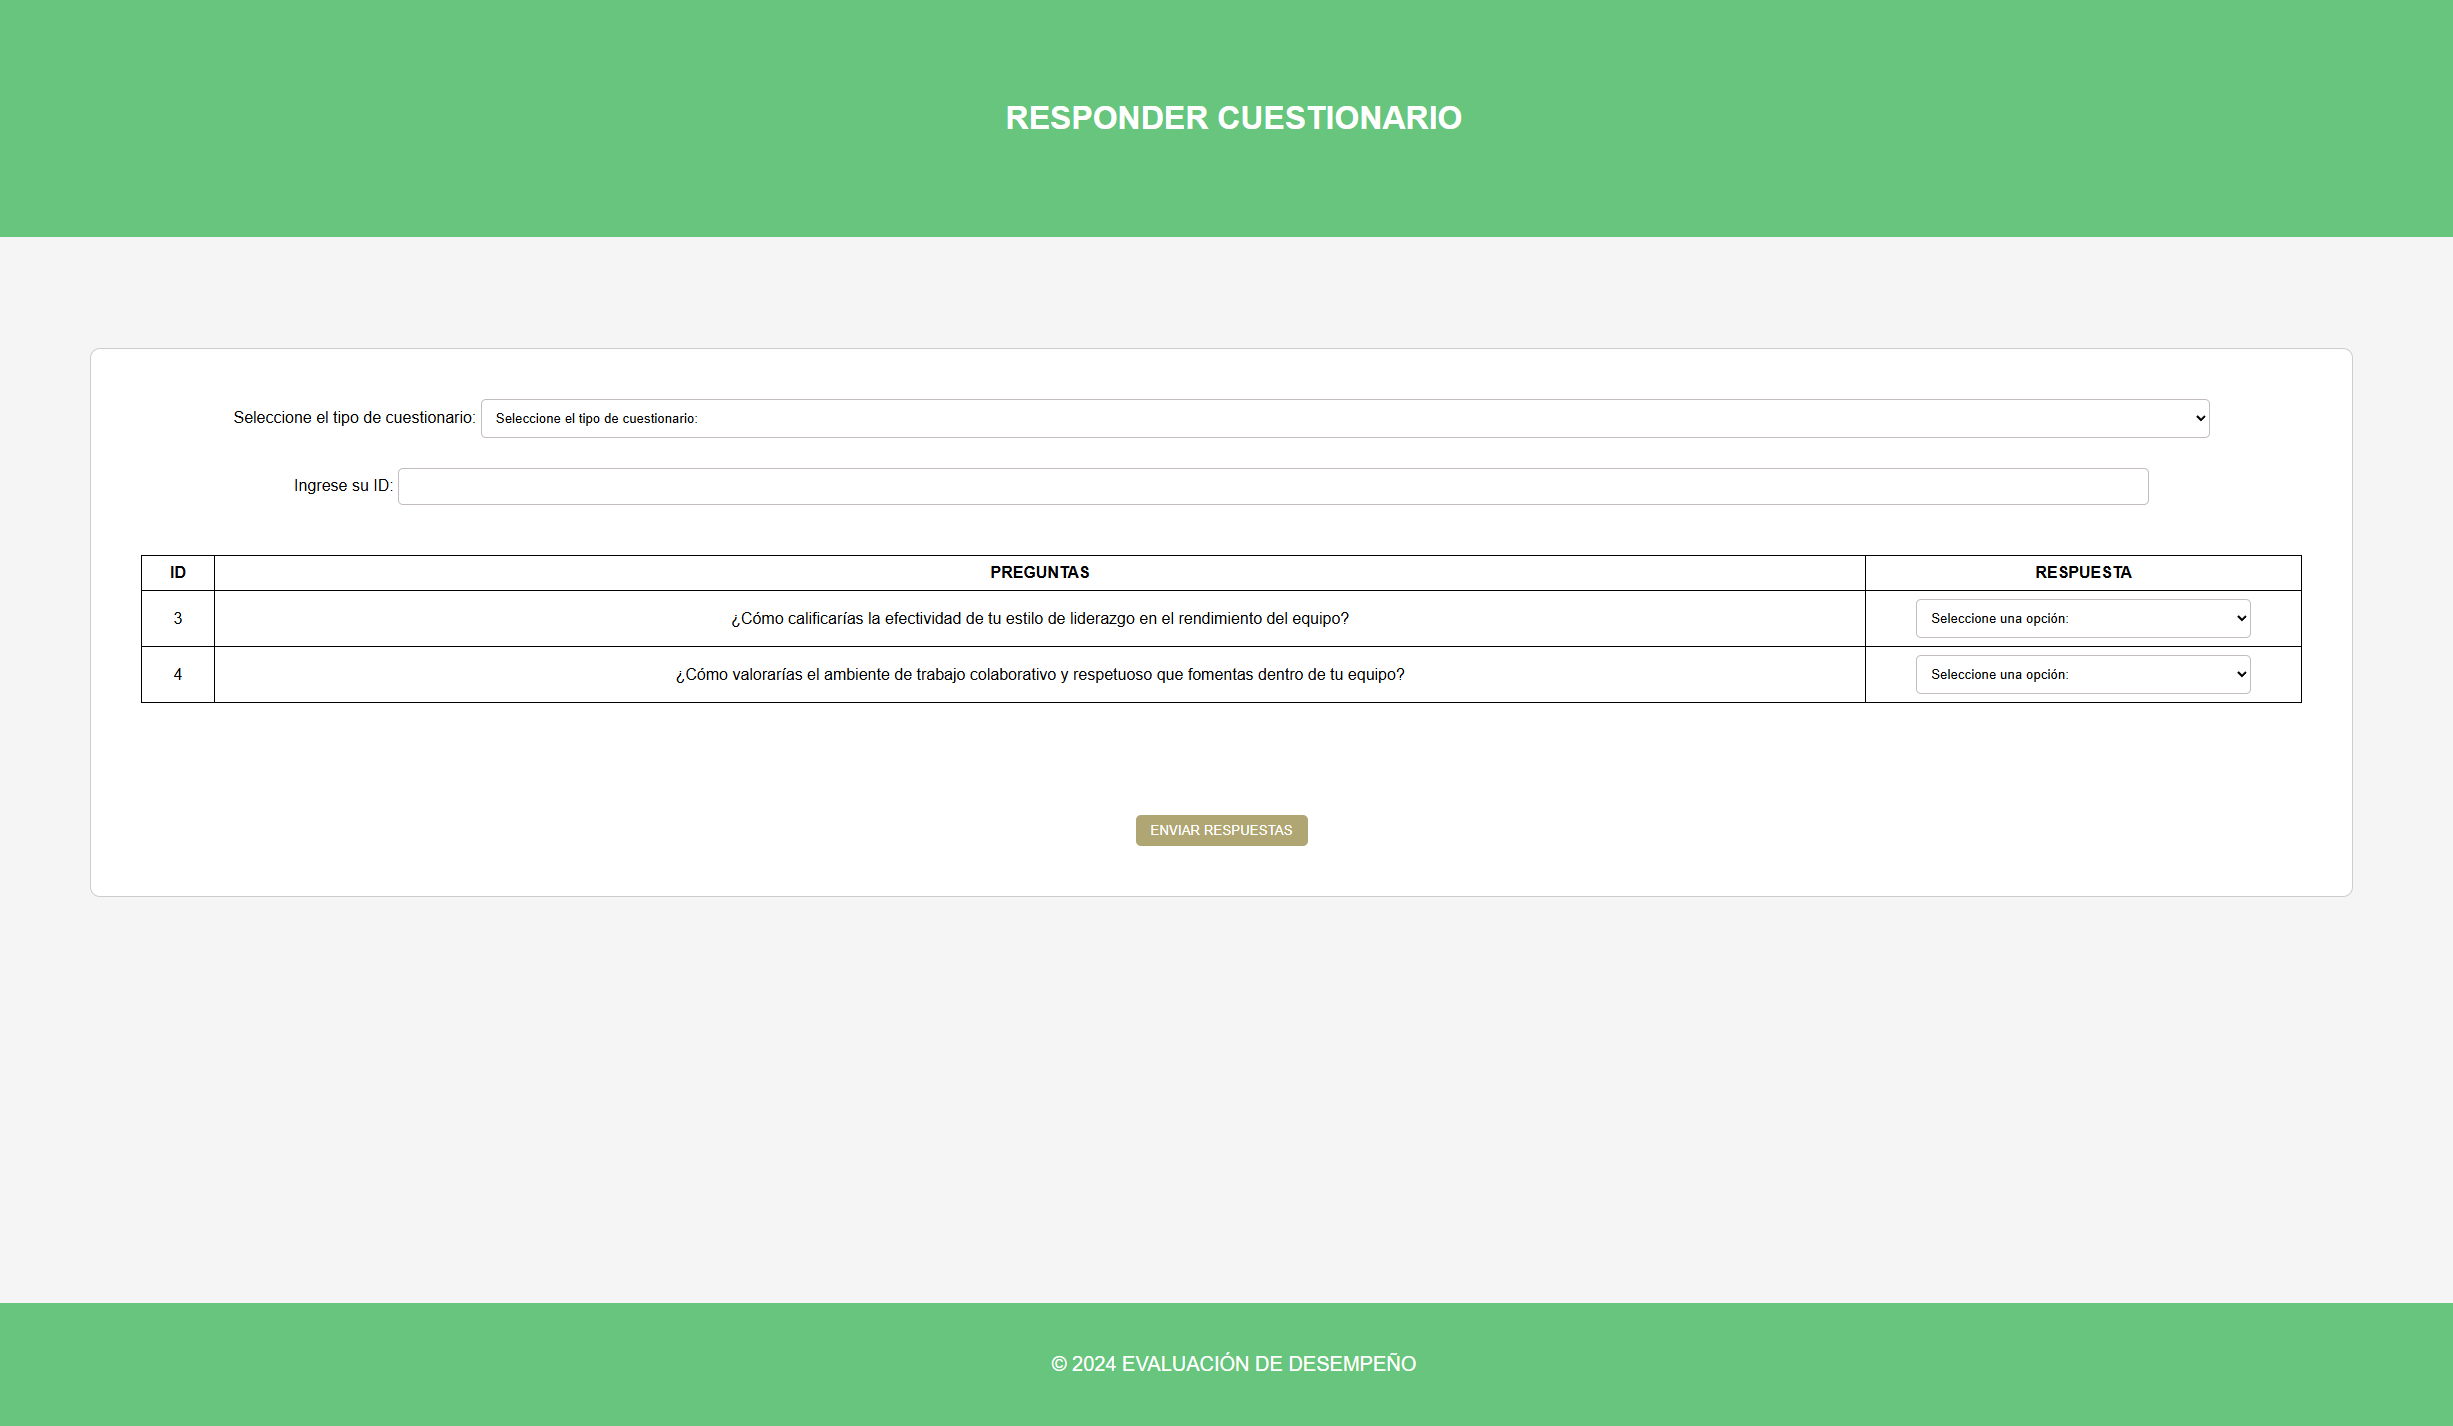 RESPONDER CUESTIONARIO
Seleccione el tipo de cuestionario: Seleccione el tipo de cuestionario:
Ingrese su ID:
ID PREGUNTAS RESPUESTA
3 ¿Cómo calificarías la efectividad de tu estilo de liderazgo en el rendimiento del equipo? Seleccione una opción:
4 ¿Cómo valorarías el ambiente de trabajo colaborativo y respetuoso que fomentas dentro de tu equipo? Seleccione una opción:
ENVIAR RESPUESTAS
© 2024 EVALUACIÓN DE DESEMPEÑO